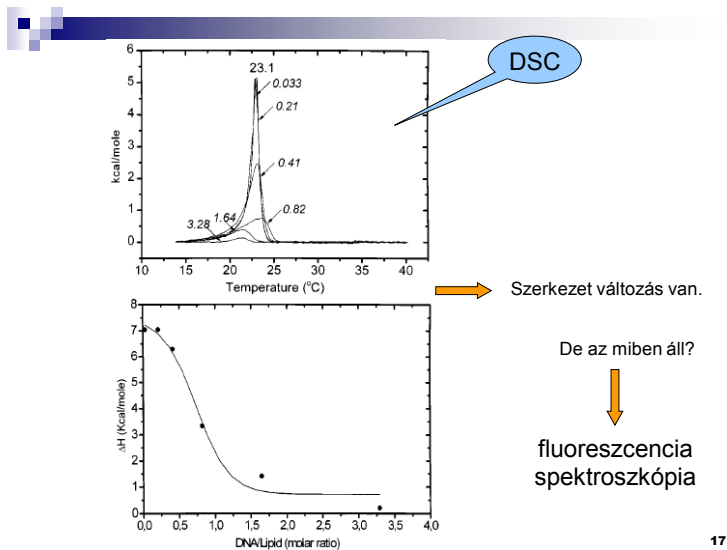 DSC
6
5
4
3
2
1
0
kcal/mole
23.1
0.033
0.21
0.41
0.82
1.64
3.28
10 15 20 25 30 35 40
Temperature (°C)
Szerkezet változás van.
De az miben áll?
fluoreszcencia
spektroszkópia
8
7
6
5
4
3
2
1
0
ΔH (Kcal/mole)
0,0 0,5 1,0 1,5 2,0 2,5 3,0 3,5 4,0
DNA/Lipid (molar ratio)
17